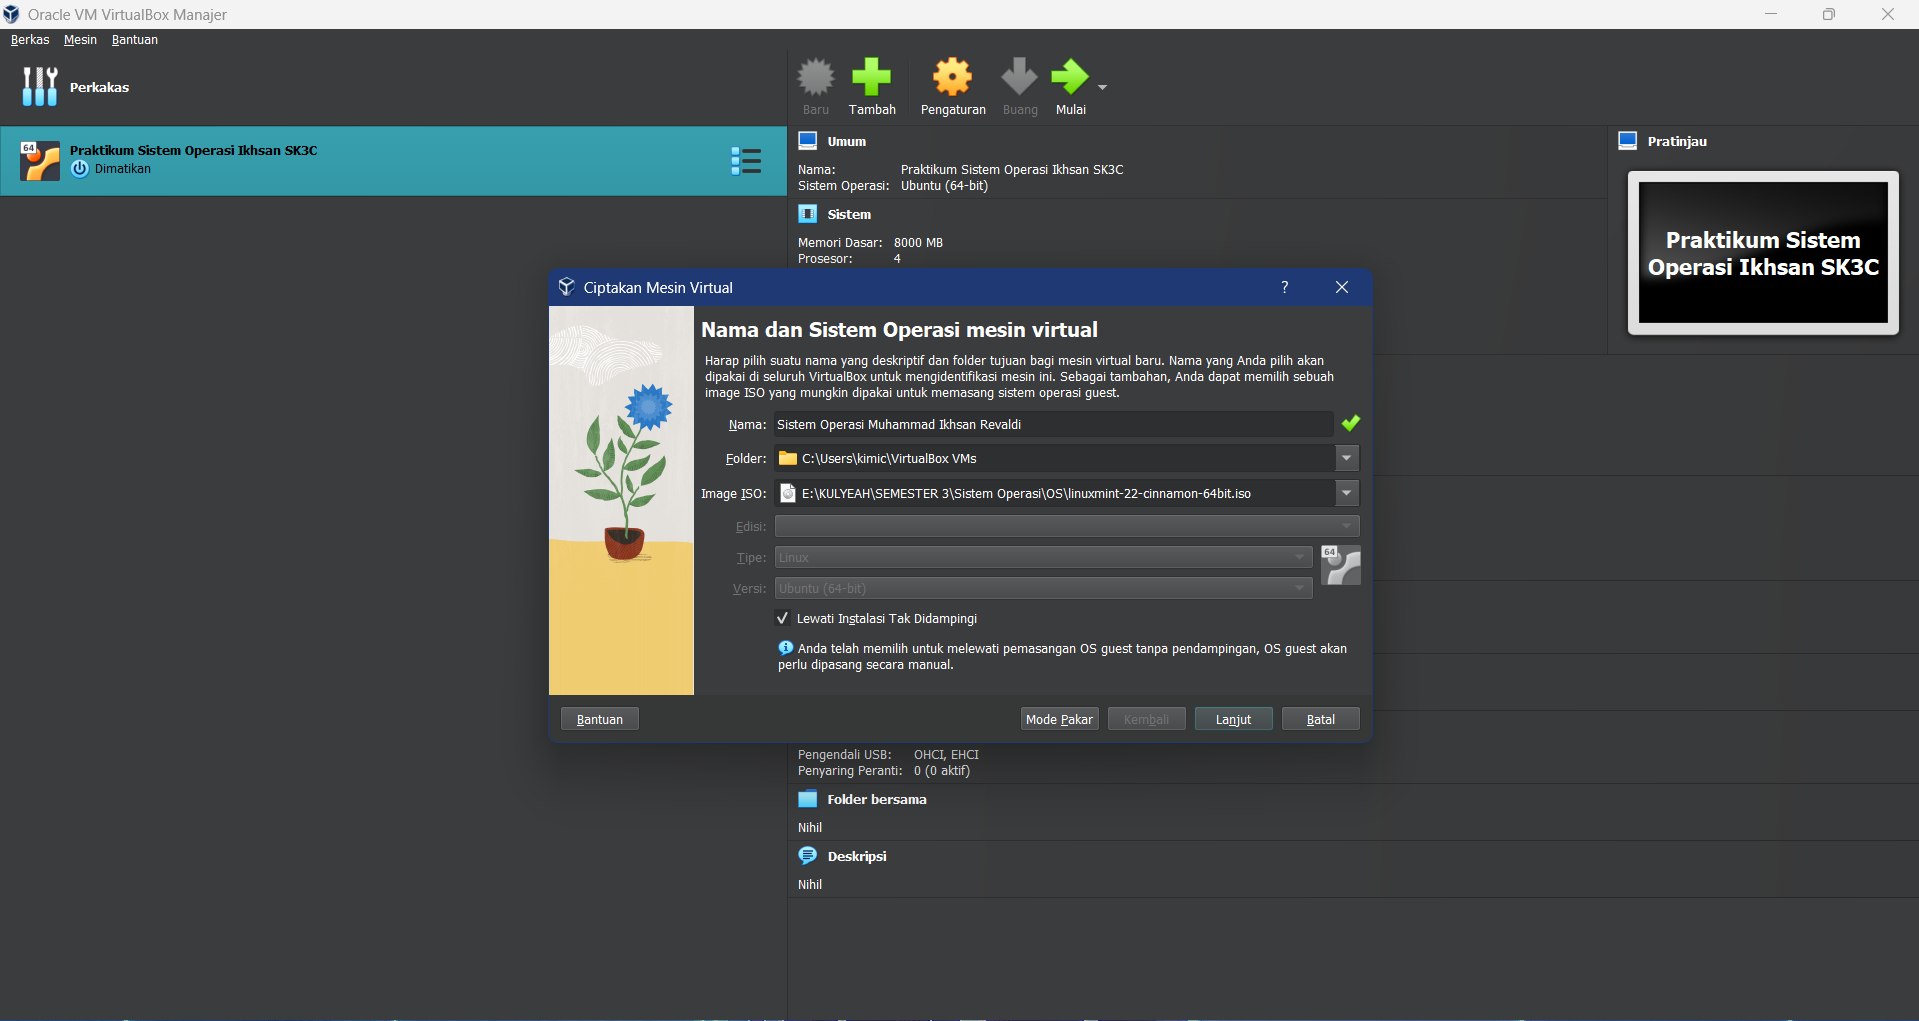 Oracle VM VirtualBox Manajer
Berkas Mesin Bantuan
Perkakas
Baru Tambah Pengaturan Buang Mulai
64
Praktikum Sistem Operasi Ikhsan SK3C
Dimatikan
Umum
Nama: Praktikum Sistem Operasi Ikhsan SK3C
Sistem Operasi: Ubuntu (64-bit)
Sistem
Memori Dasar: 8000 MB
Prosesor: 4
Pratinjau
Praktikum Sistem
Operasi Ikhsan SK3C
Ciptakan Mesin Virtual
?
Nama dan Sistem Operasi mesin virtual
Harap pilih suatu nama yang deskriptif dan folder tujuan bagi mesin virtual baru. Nama yang Anda pilih akan
dipakai di seluruh VirtualBox untuk mengidentifikasi mesin ini. Sebagai tambahan, Anda dapat memilih sebuah
image ISO yang mungkin dipakai untuk memasang sistem operasi guest.
Nama: Sistem Operasi Muhammad Ikhsan Revaldi
Folder: C:\Users\kimic\VirtualBox VMs
Image ISO: E:\KULYEAH\SEMESTER 3\Sistem Operasi\OS\linuxmint-22-cinnamon-64bit.iso
Edisi:
Tipe: Linux
64
Versi: Ubuntu (64-bit)
Lewati Instalasi Tak Didampingi
Anda telah memilih untuk melewati pemasangan OS guest tanpa pendampingan, OS guest akan
perlu dipasang secara manual.
Bantuan Mode Pakar Kembali Lanjut Batal
Pengendali USB: OHCI, EHCI
Penyaring Peranti: 0 (0 aktif)
Folder bersama
Nihil
Deskripsi
Nihil